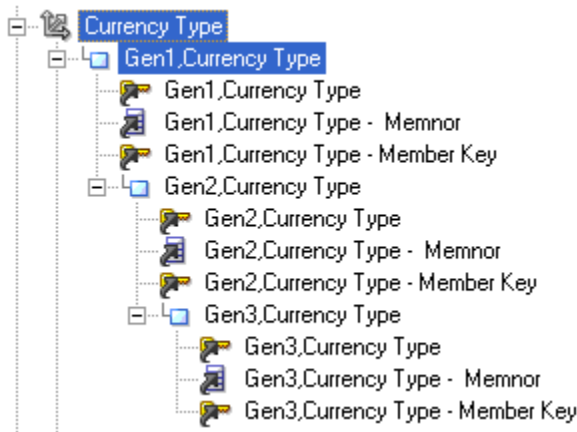 Currency Type
Gen1,Currency Type
Gen1,Currency Type
Gen1,Currency Type -  Memnor
Gen1,Currency Type - Member Key
Gen2,Currency Type
Gen2,Currency Type
Gen2,Currency Type -  Memnor
Gen2,Currency Type - Member Key
Gen3,Currency Type
Gen3,Currency Type
Gen3,Currency Type -  Memnor
Gen3,Currency Type - Member Key